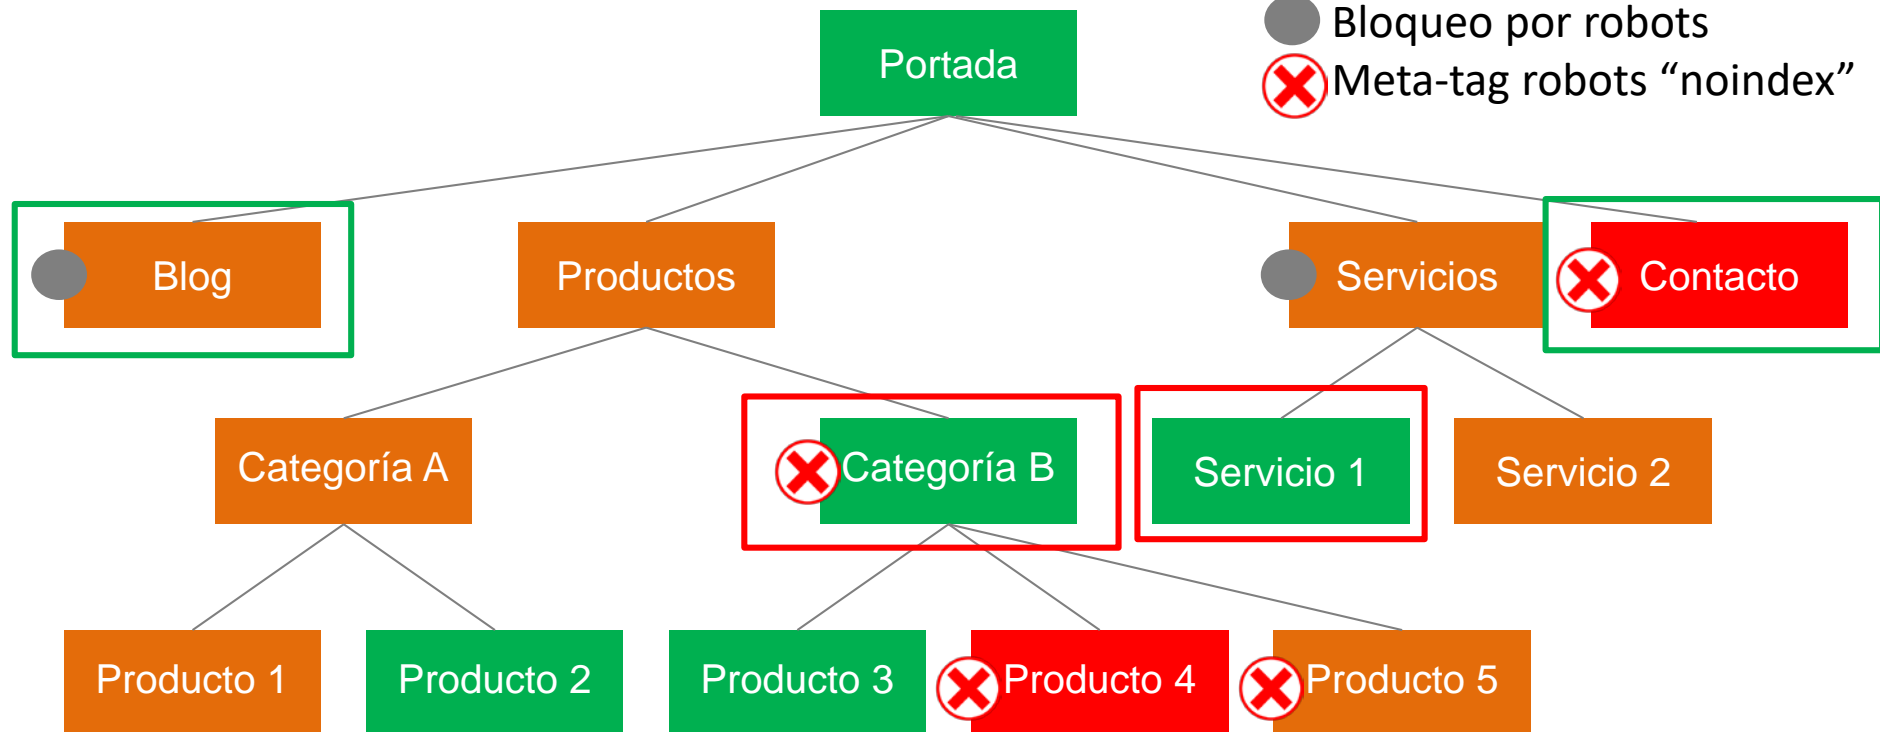 Portada
Bloqueo por robots
Meta-tag robots “noindex”
Blog
Productos
Servicios
Contacto
Categoría A
Categoría B
Servicio 1
Servicio 2
Producto 1
Producto 2
Producto 3
Producto 4
Producto 5